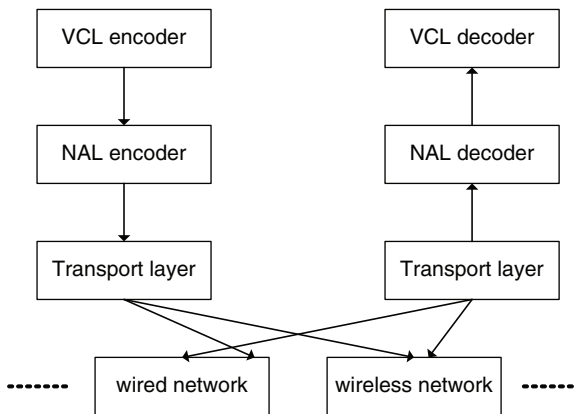 VCL encoder
VCL decoder
NAL encoder
NAL decoder
Transport layer
Transport layer
wired network
wireless network